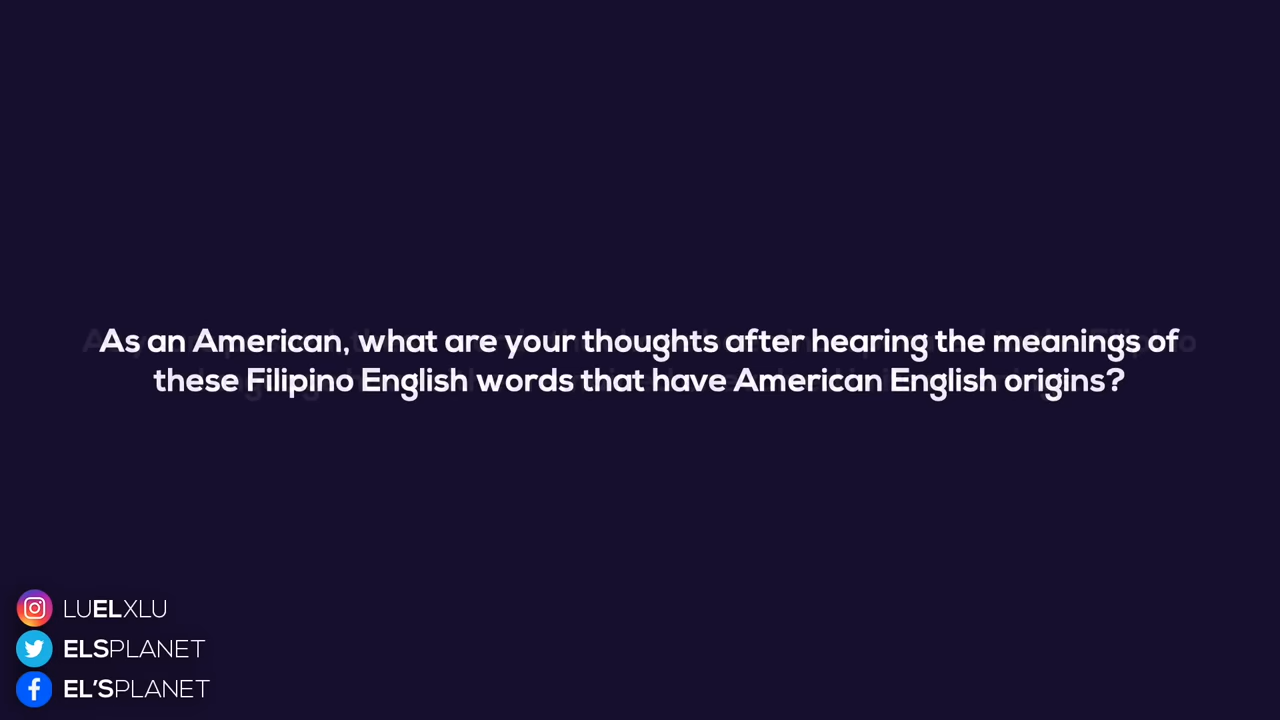 As an American, what are your thoughts after hearing the meanings of
these Filipino English words that have American English origins?
LUELXLU
ELSPLANET
EL'SPLANET